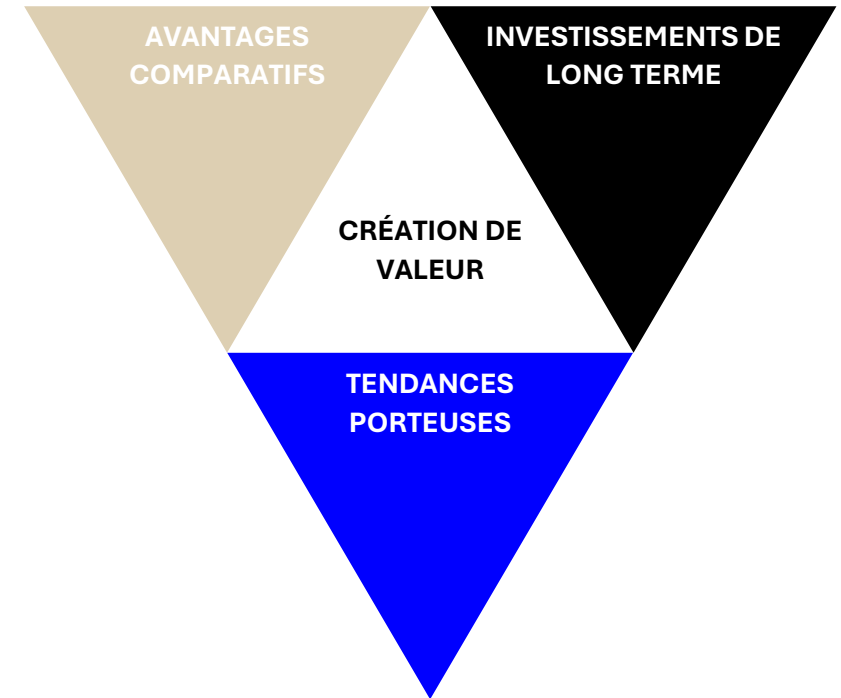 AVANTAGES
COMPARATIFS
INVESTISSEMENTS DE
LONG TERME
CRÉATION DE
VALEUR
TENDANCES
PORTEUSES